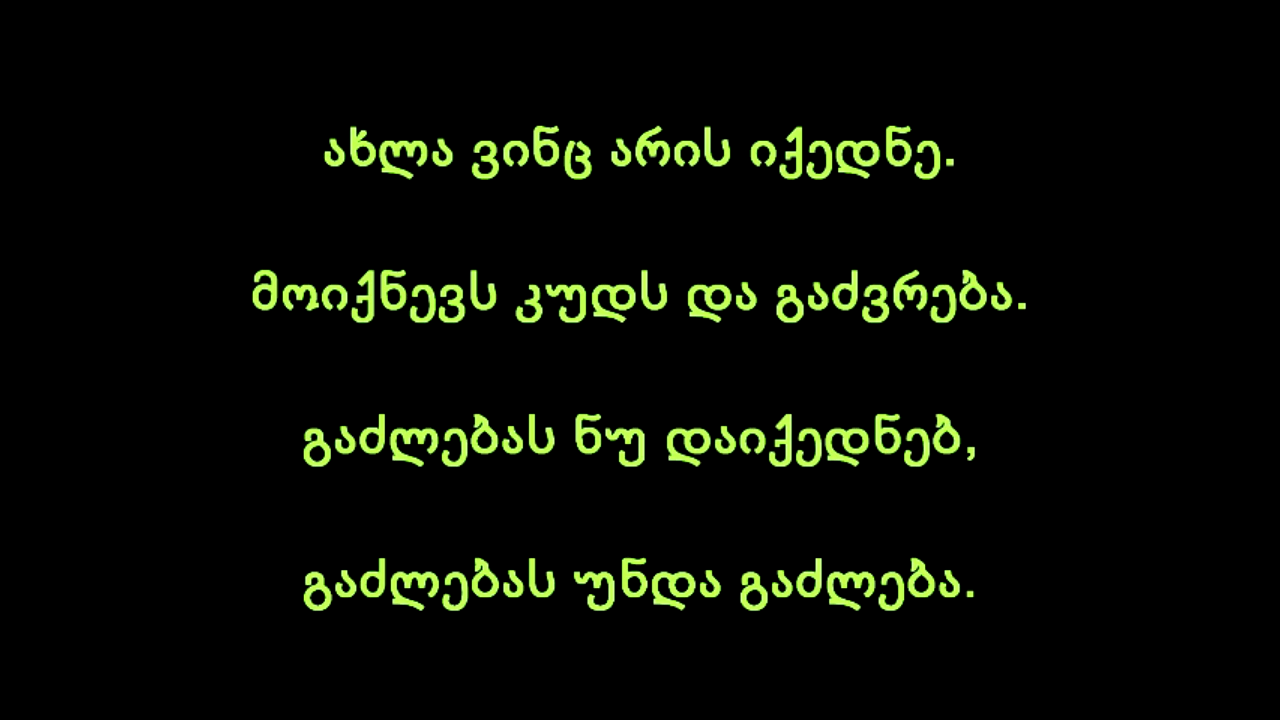 ახლა ვინც არის იქედნე.
მოიქნევს კუდს და გაძვრება.
გაძლებას ნუ დაიქედნებ,
გაძლებას უნდა გაძლება.